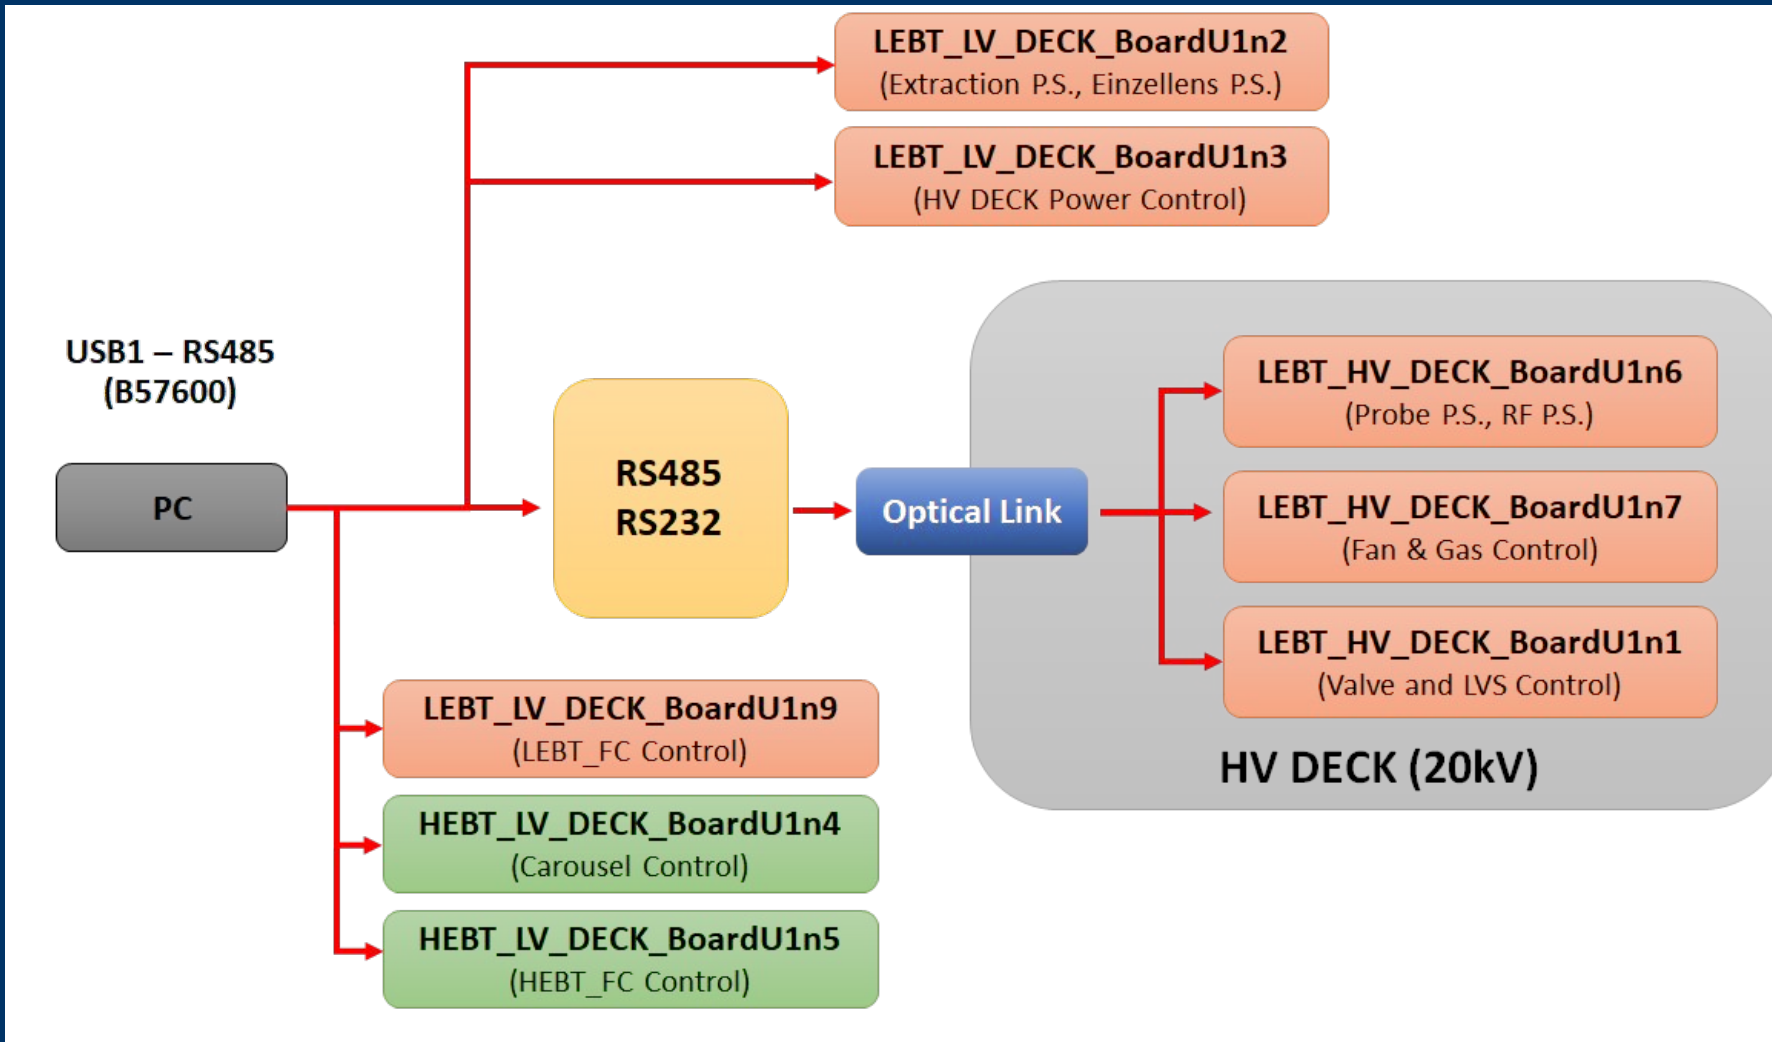 LEBT_LV_DECK_BoardU1n2
(Extraction P.S., Einzellens P.S.)
LEBT_LV_DECK_BoardU1n3
(HV DECK Power Control)
USB1 – RS485
(B57600)
PC
RS485
RS232
Optical Link
LEBT_HV_DECK_BoardU1n6
(Probe P.S., RF P.S.)
LEBT_HV_DECK_BoardU1n7
(Fan & Gas Control)
LEBT_HV_DECK_BoardU1n1
(Valve and LVS Control)
HV DECK (20kV)
LEBT_LV_DECK_BoardU1n9
(LEBT_FC Control)
HEBT_LV_DECK_BoardU1n4
(Carousel Control)
HEBT_LV_DECK_BoardU1n5
(HEBT_FC Control)